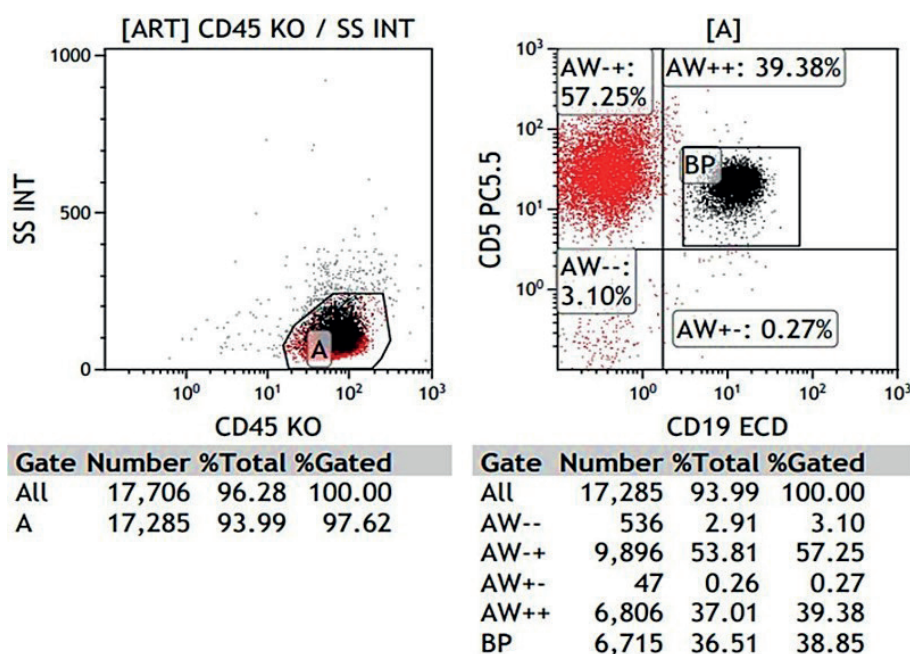 [ART] CD45 KO / SS INT
1000
500
0
SS INT
A
10⁰ 10¹ 10² 10³
CD45 KO
Gate Number %Total %Gated
All 17,706 96.28 100.00
A 17,285 93.99 97.62
[A]
10³
10²
10¹
10⁰
CD5 PC5.5
AW-+:
57.25%
AW++: 39.38%
BP
AW--:
3.10%
AW+-: 0.27%
10⁰ 10¹ 10² 10³
CD19 ECD
Gate Number %Total %Gated
All 17,285 93.99 100.00
AW-- 536 2.91 3.10
AW-+ 9,896 53.81 57.25
AW+- 47 0.26 0.27
AW++ 6,806 37.01 39.38
BP 6,715 36.51 38.85